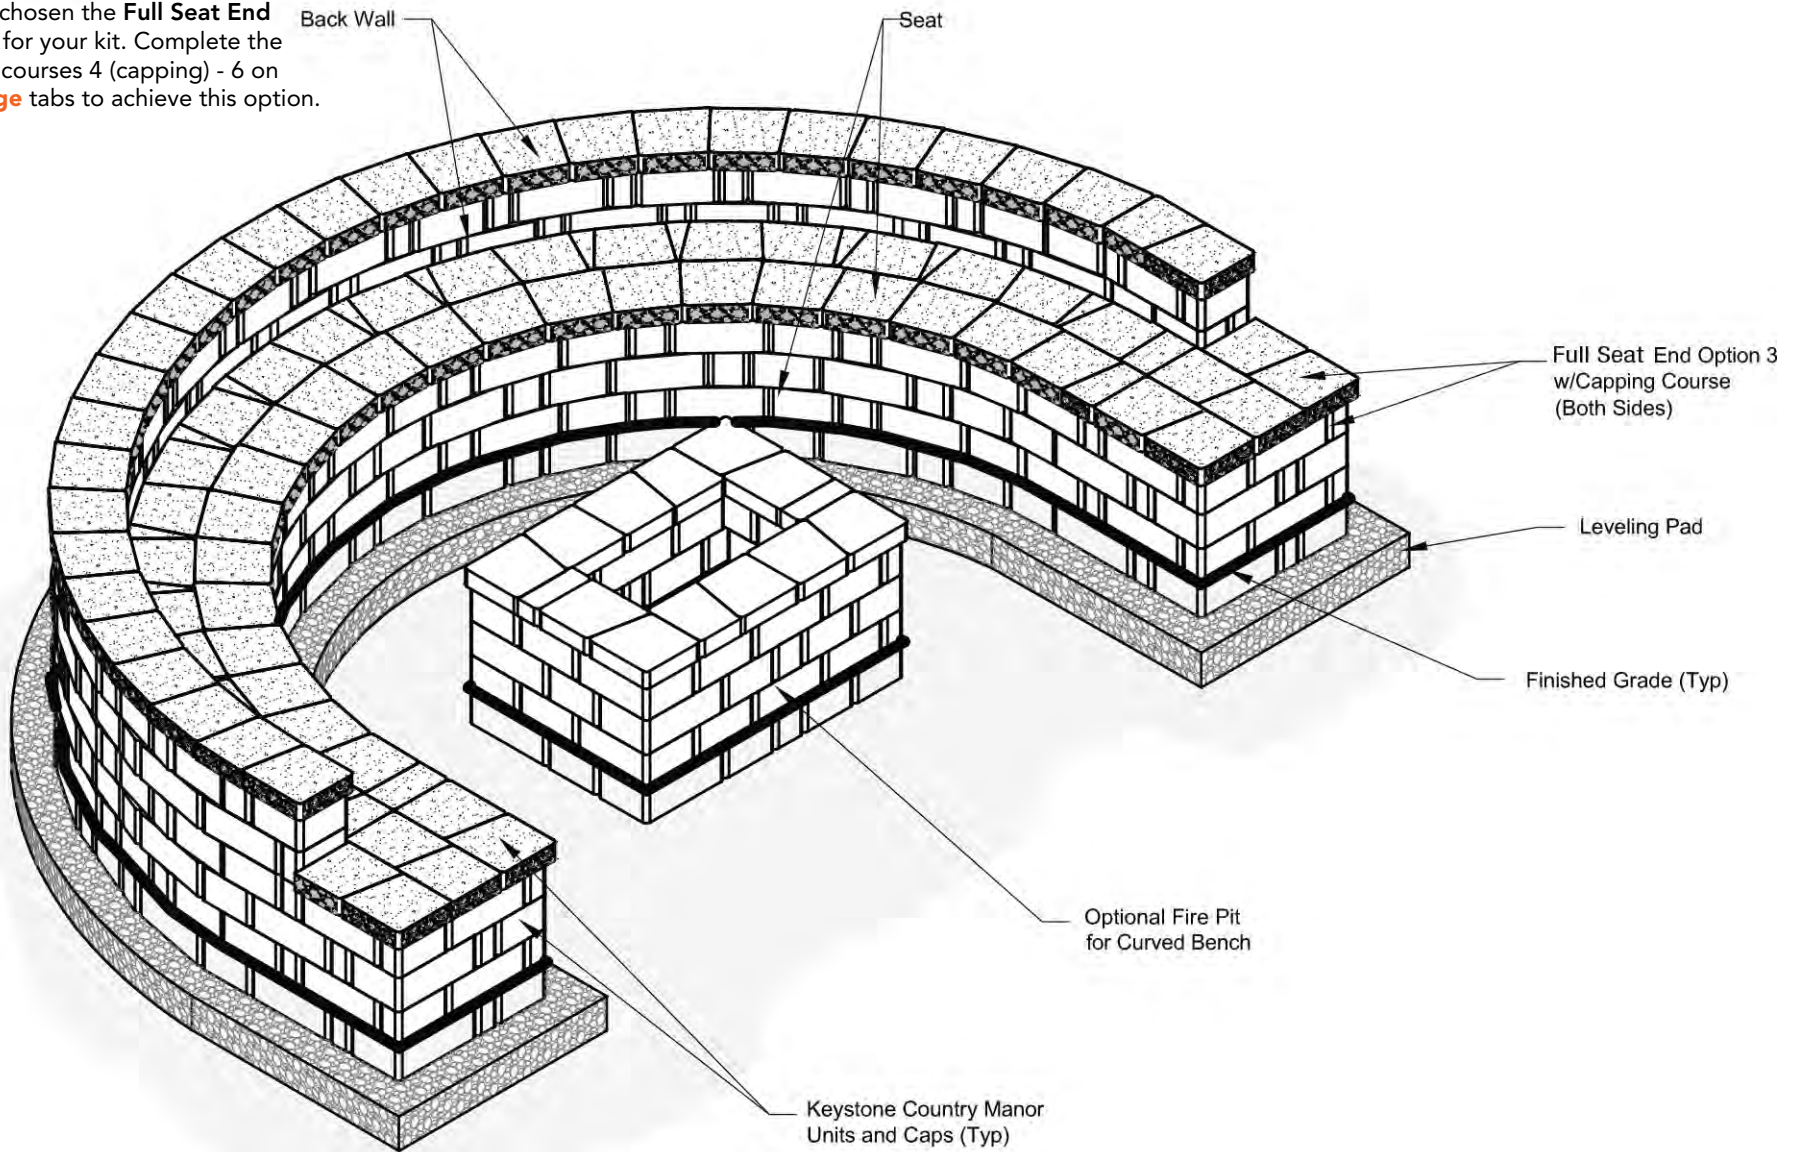 chosen the Full Seat End
for your kit. Complete the
courses 4 (capping) - 6 on
ge tabs to achieve this option.
Back Wall
Seat
Full Seat End Option 3
w/Capping Course
(Both Sides)
Leveling Pad
Finished Grade (Typ)
Optional Fire Pit
for Curved Bench
Keystone Country Manor
Units and Caps (Typ)